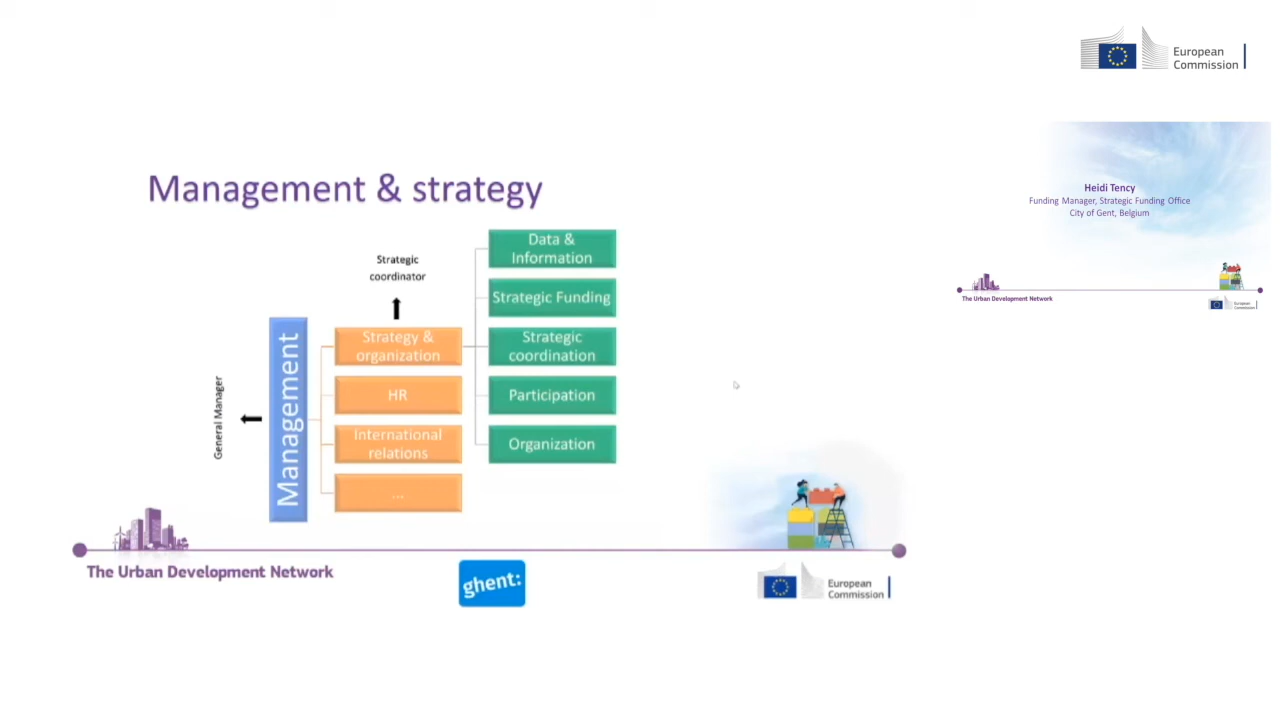 European
Commission
Management & strategy
Heidi Tency
Funding Manager, Strategic Funding Office
City of Gent, Belgium
The Urban Development Network
European
Commission
Strategic
coordinator
General Manager
Management
Strategy &
organization
HR
International
relations
...
Data &
Information
Strategic Funding
Strategic
coordination
Participation
Organization
The Urban Development Network
ghent:
European
Commission